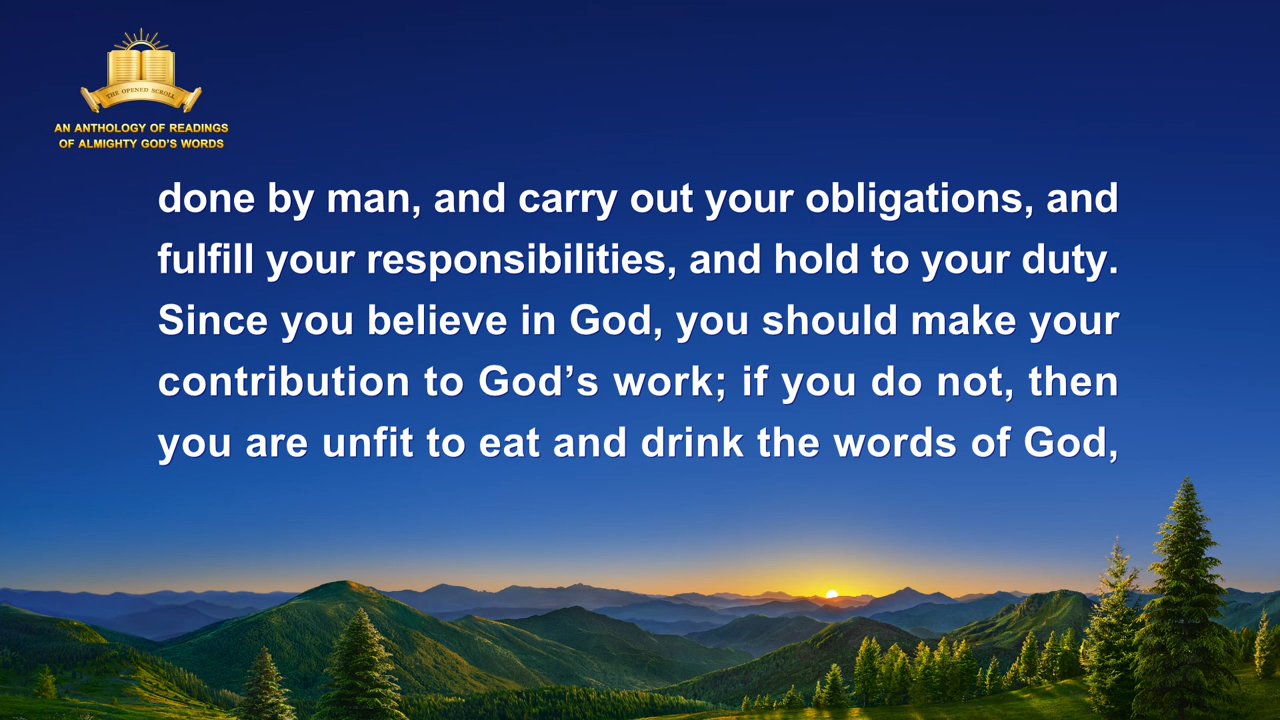 THE OPENED SCROLL
AN ANTHOLOGY OF READINGS
OF ALMIGHTY GOD'S WORDS
done by man, and carry out your obligations, and
fulfill your responsibilities, and hold to your duty.
Since you believe in God, you should make your
contribution to God’s work; if you do not, then
you are unfit to eat and drink the words of God,